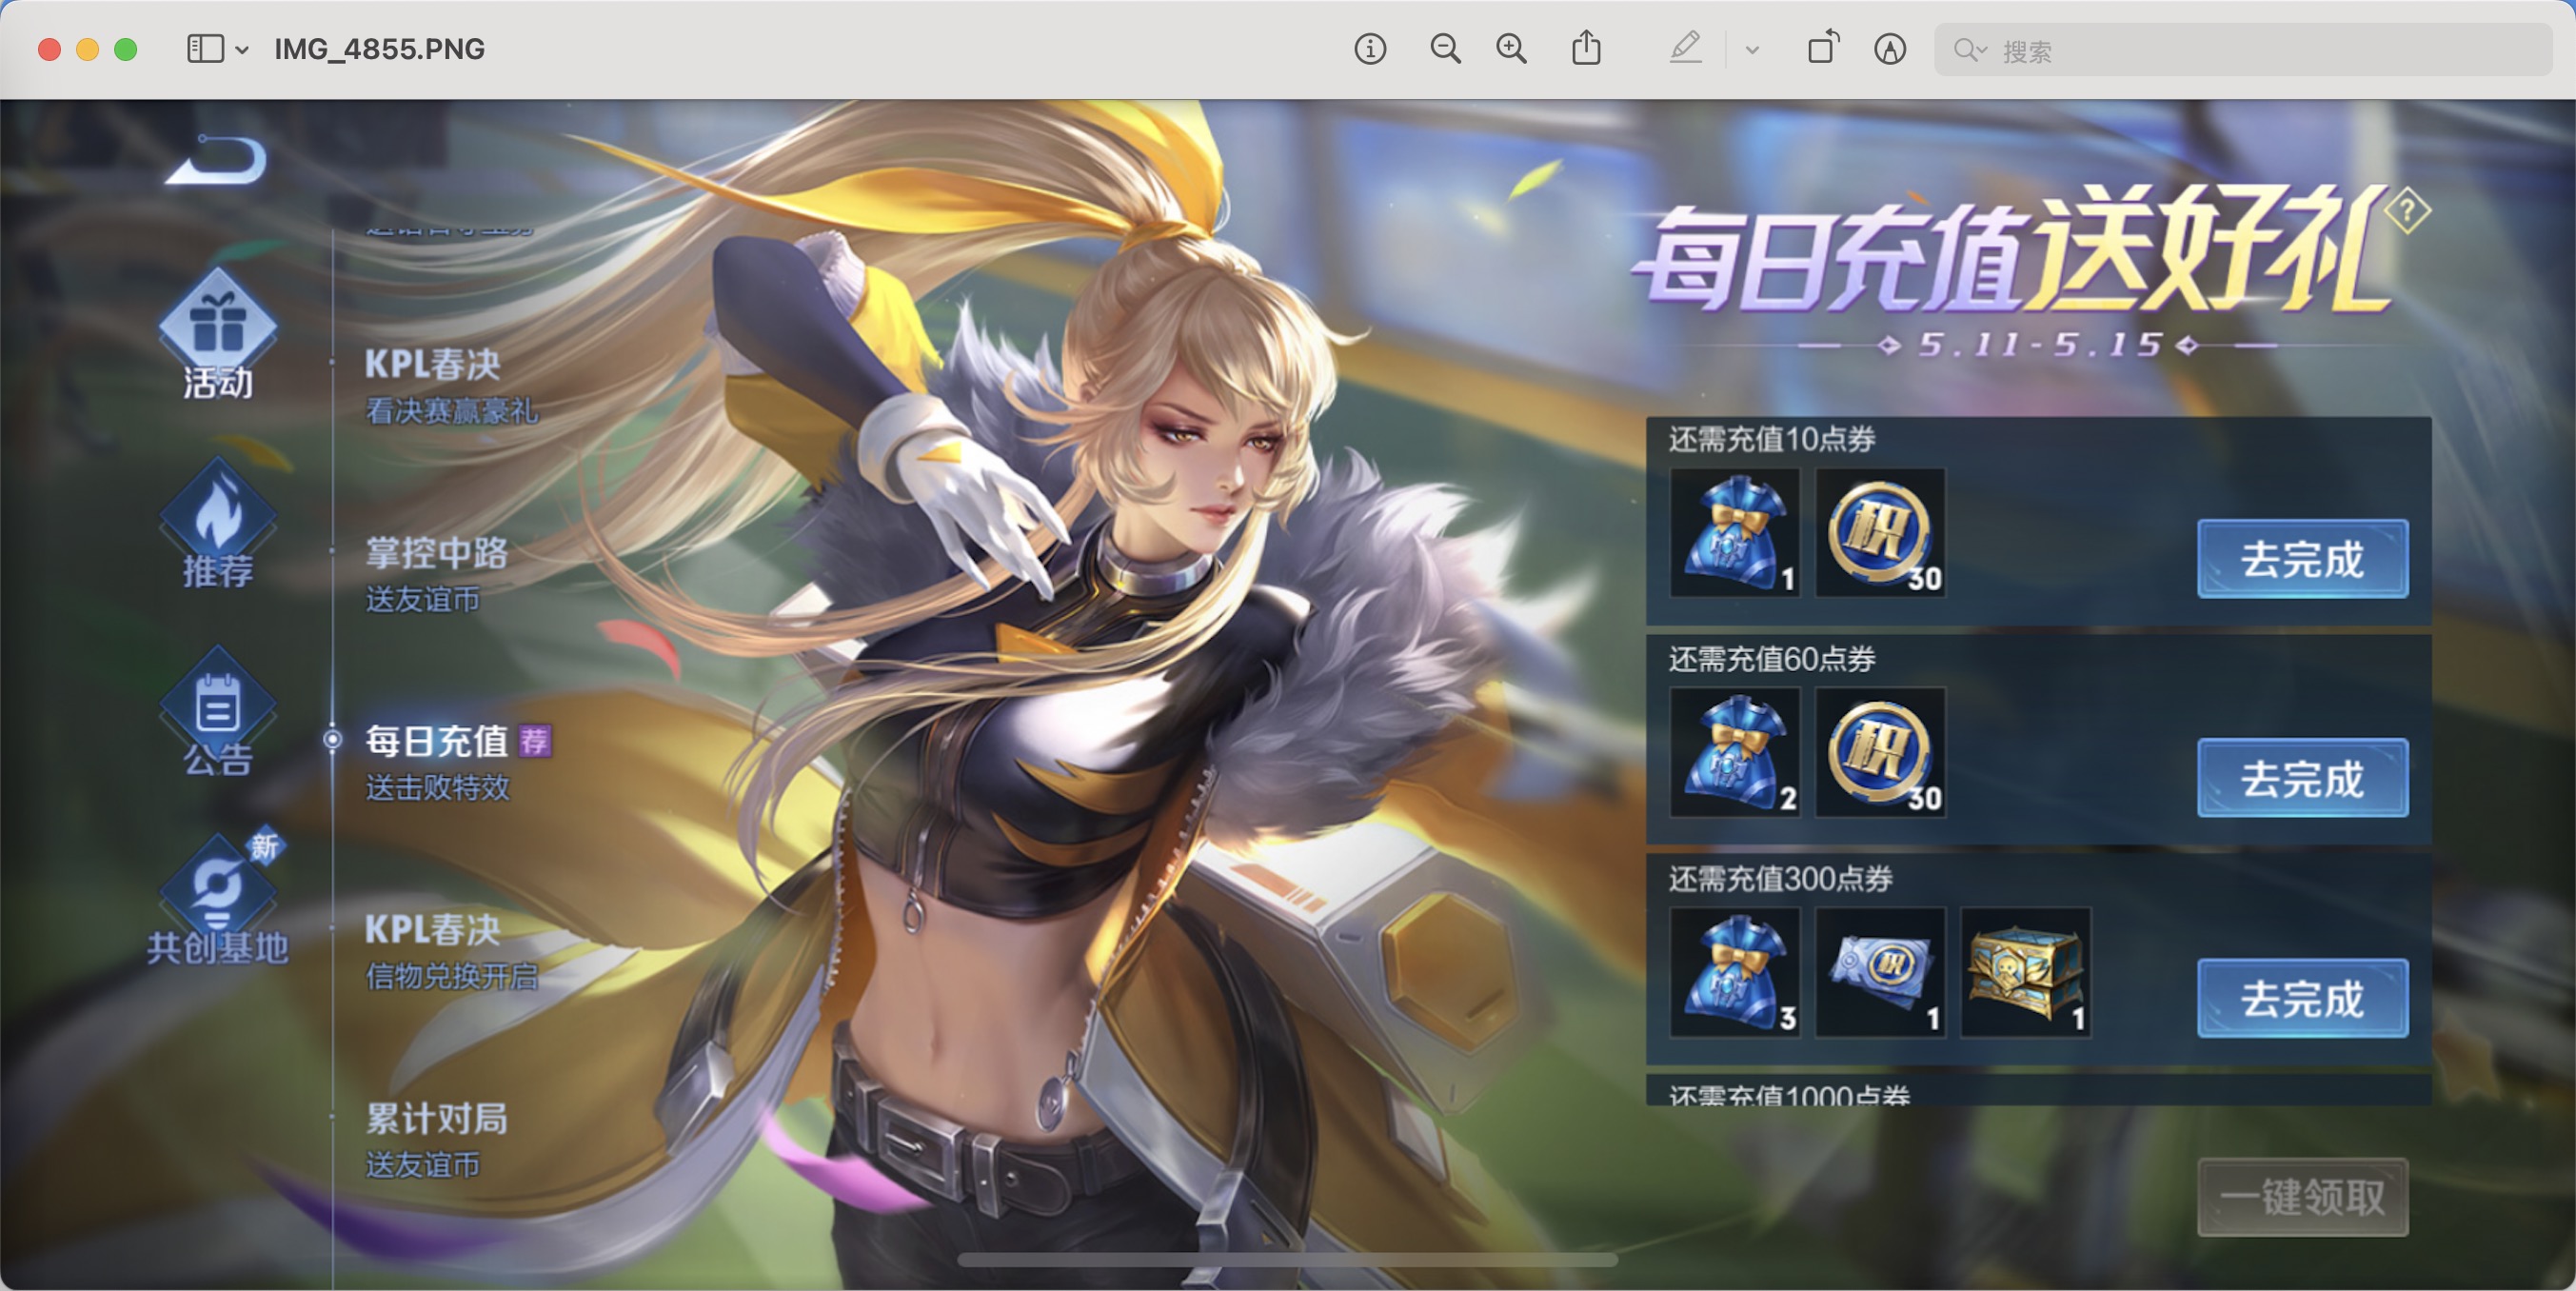 IMG_4855.PNG
搜索
活动
推荐
公告
新
共创基地
KPL春决
看决赛赢豪礼
掌控中路
送友谊币
每日充值 荐
送击败特效
KPL春决
信物兑换开启
累计对局
送友谊币
每日充值送好礼
?
5.11-5.15
还需充值10点券
积
1
30
去完成
还需充值60点券
积
2
30
去完成
还需充值300点券
积
3
1
1
去完成
还需充值1000点券
一键领取